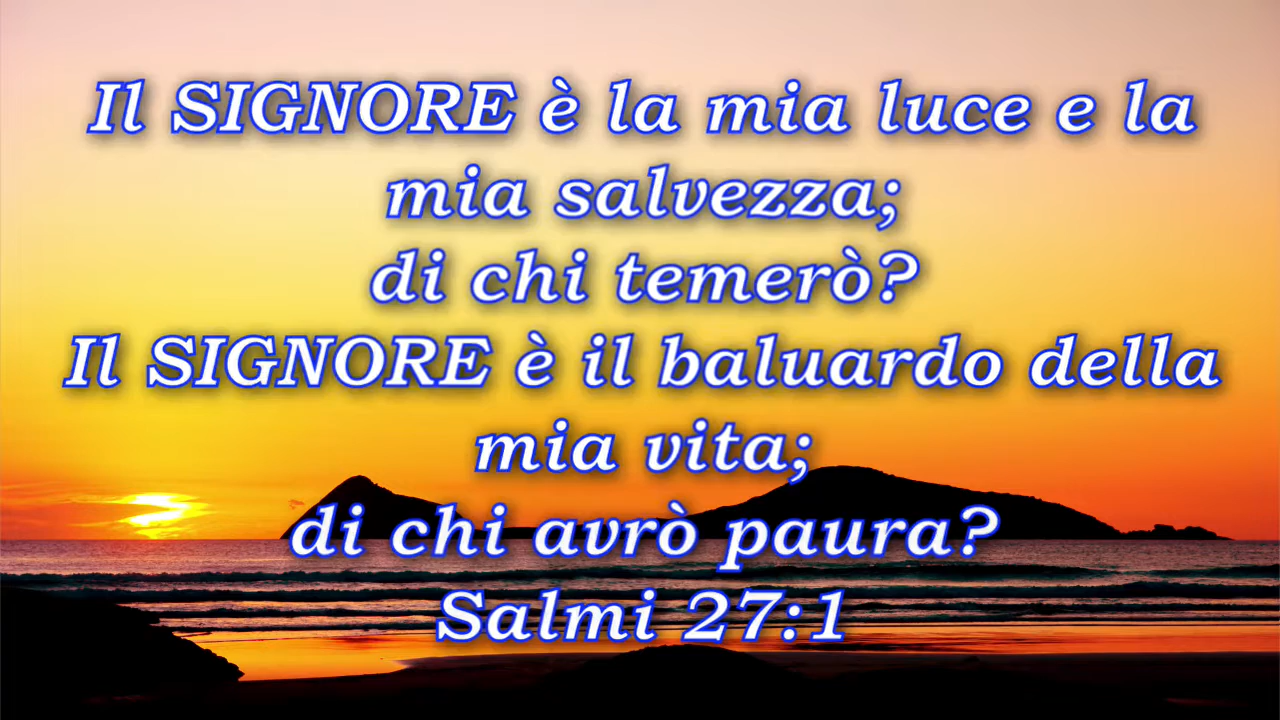 Il SIGNORE è la mia luce e la
mia salvezza;
di chi temerò?
Il SIGNORE è il baluardo della
mia vita;
di chi avrò paura?
Salmi 27:1